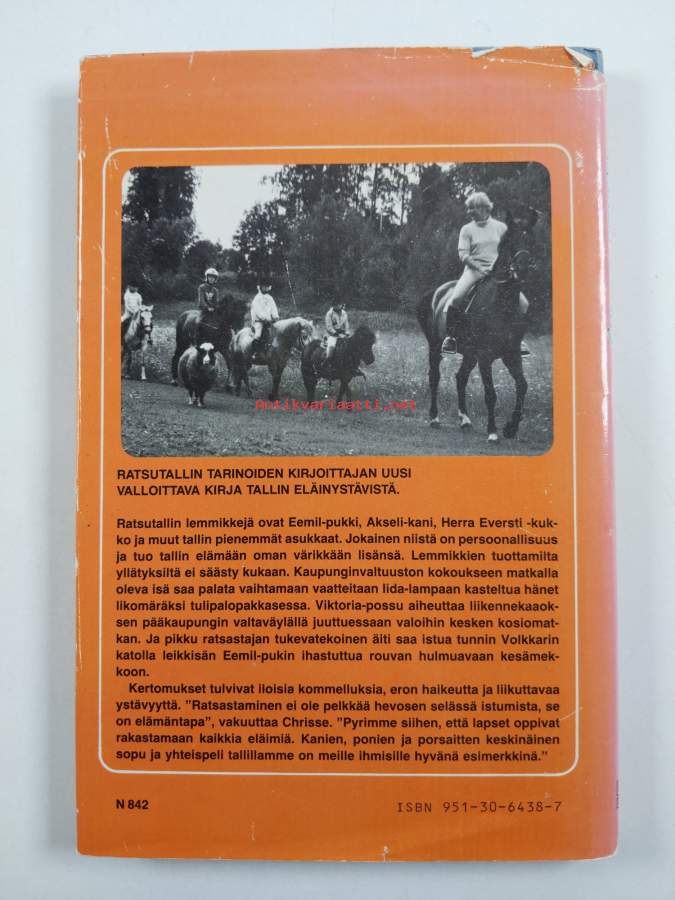 Antikvariaatti.net
RATSUTALLIN TARINOIDEN KIRJOITTAJAN UUSI
VALLOITTAVA KIRJA TALLIN ELÄINYSTÄVISTÄ.
Ratsutallin lemmikkejä ovat Eemil-pukki, Akseli-kani, Herra Eversti -kuk-
ko ja muut tallin pienemmät asukkaat. Jokainen niistä on persoonallisuus
ja tuo tallin elämään oman värikkään lisänsä. Lemmikkien tuottamilta
yllätyksiltä ei säästy kukaan. Kaupunginvaltuuston kokoukseen matkalla
oleva isä saa palata vaihtamaan vaatteitaan Iida-lampaan kasteltua hänet
likomäräksi tulipalopakkasessa. Viktoria-possu aiheuttaa liikennekaaok-
sen pääkaupungin valtaväylällä juuttuessaan valoihin kesken kosiomat-
kan. Ja pikku ratsastajan tukevatekoinen äiti saa istua tunnin Volkkarin
katolla leikkisän Eemil-pukin ihastuttua rouvan hulmuavaan kesämek-
koon.
Kertomukset tulvivat iloisia kommelluksia, eron haikeutta ja liikuttavaa
ystävyyttä. ”Ratsastaminen ei ole pelkkää hevosen selässä istumista, se
on elämäntapa”, vakuuttaa Chrisse. ”Pyrimme siihen, että lapset oppivat
rakastamaan kaikkia eläimiä. Kanien, ponien ja porsaitten keskinäinen
sopu ja yhteispeli tallillamme on meille ihmisille hyvänä esimerkkinä.”
N 842
ISBN 951-30-6438-7